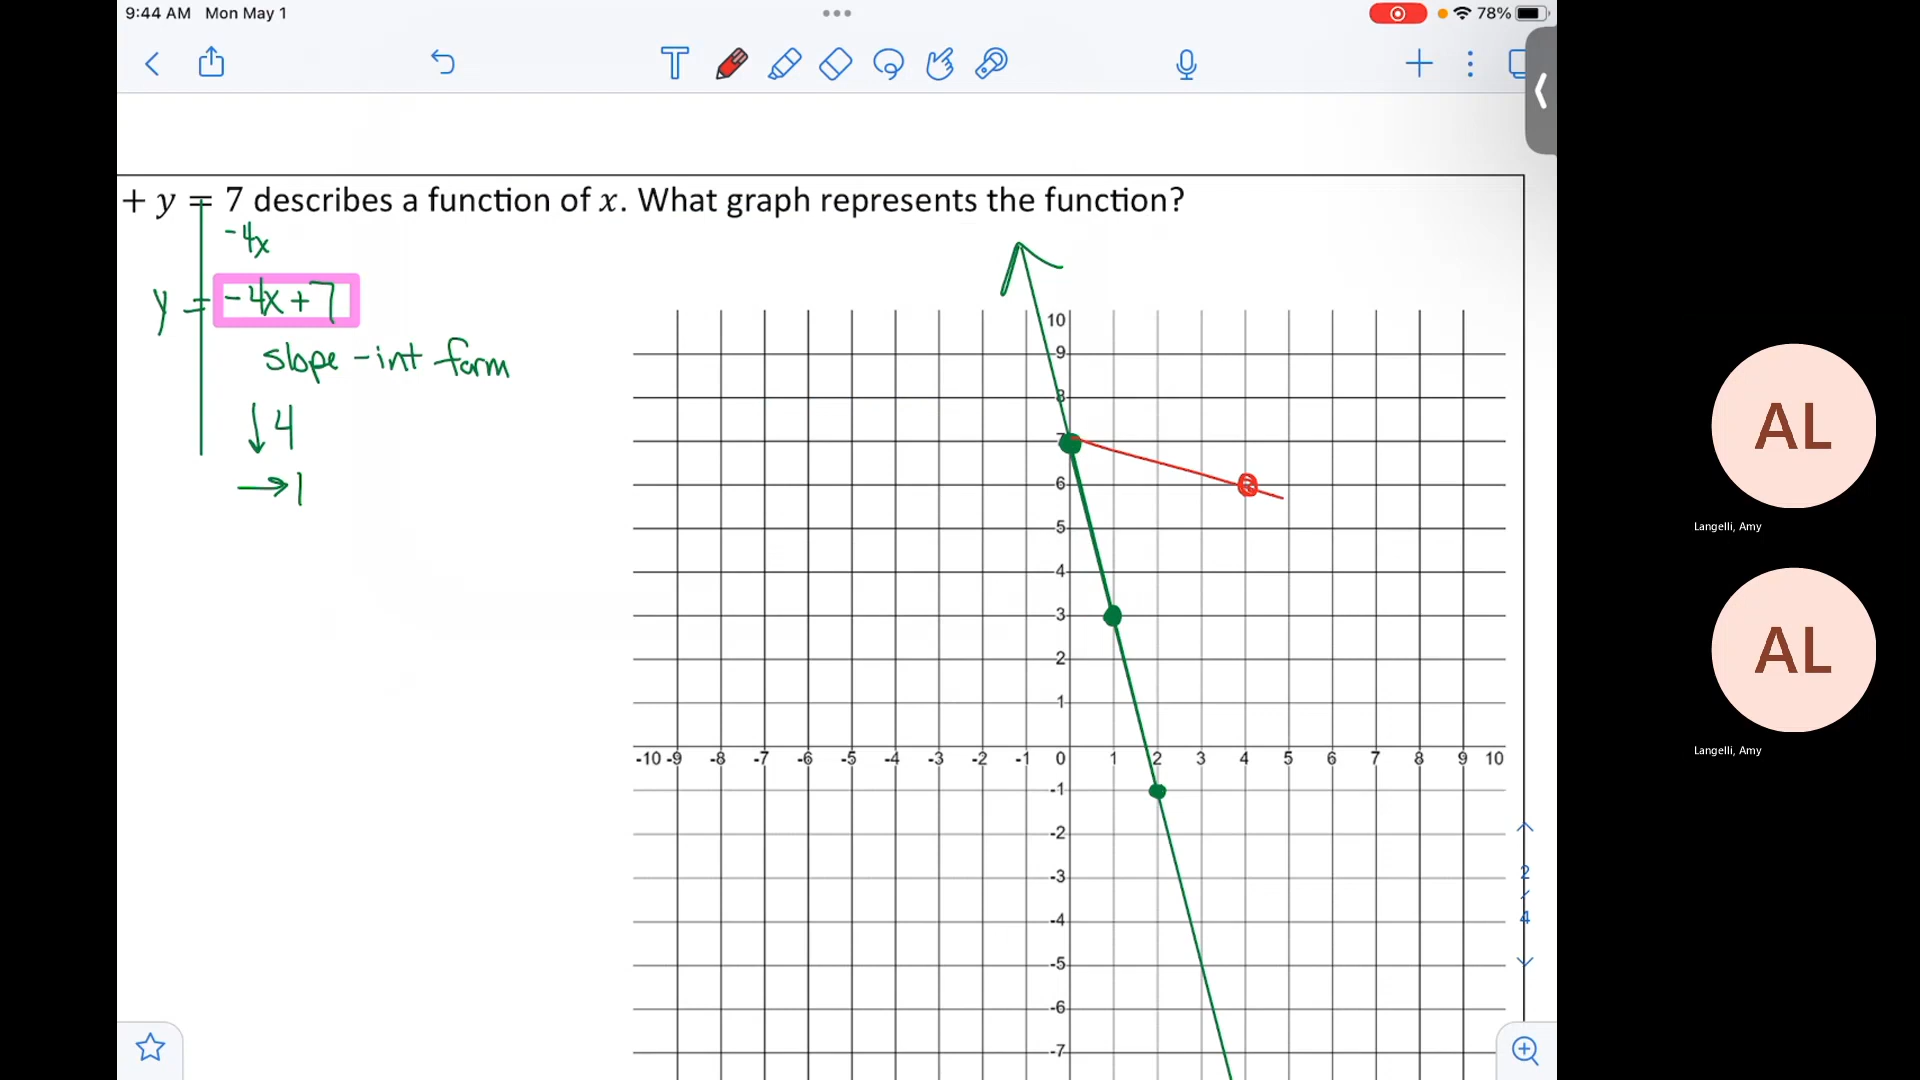 9:44 AM Mon May 1
78%
+ y = 7 describes a function of x. What graph represents the function?
-4x
y = -4x+7
slope-int form
↓4
→1
10
9
8
7
6
5
4
3
2
1
-10 -9 -8 -7 -6 -5 -4 -3 -2 -1 0 1 2 3 4 5 6 7 8 9 10
-1
-2
-3
-4
-5
-6
-7
2
4
AL
Langelli, Amy
AL
Langelli, Amy